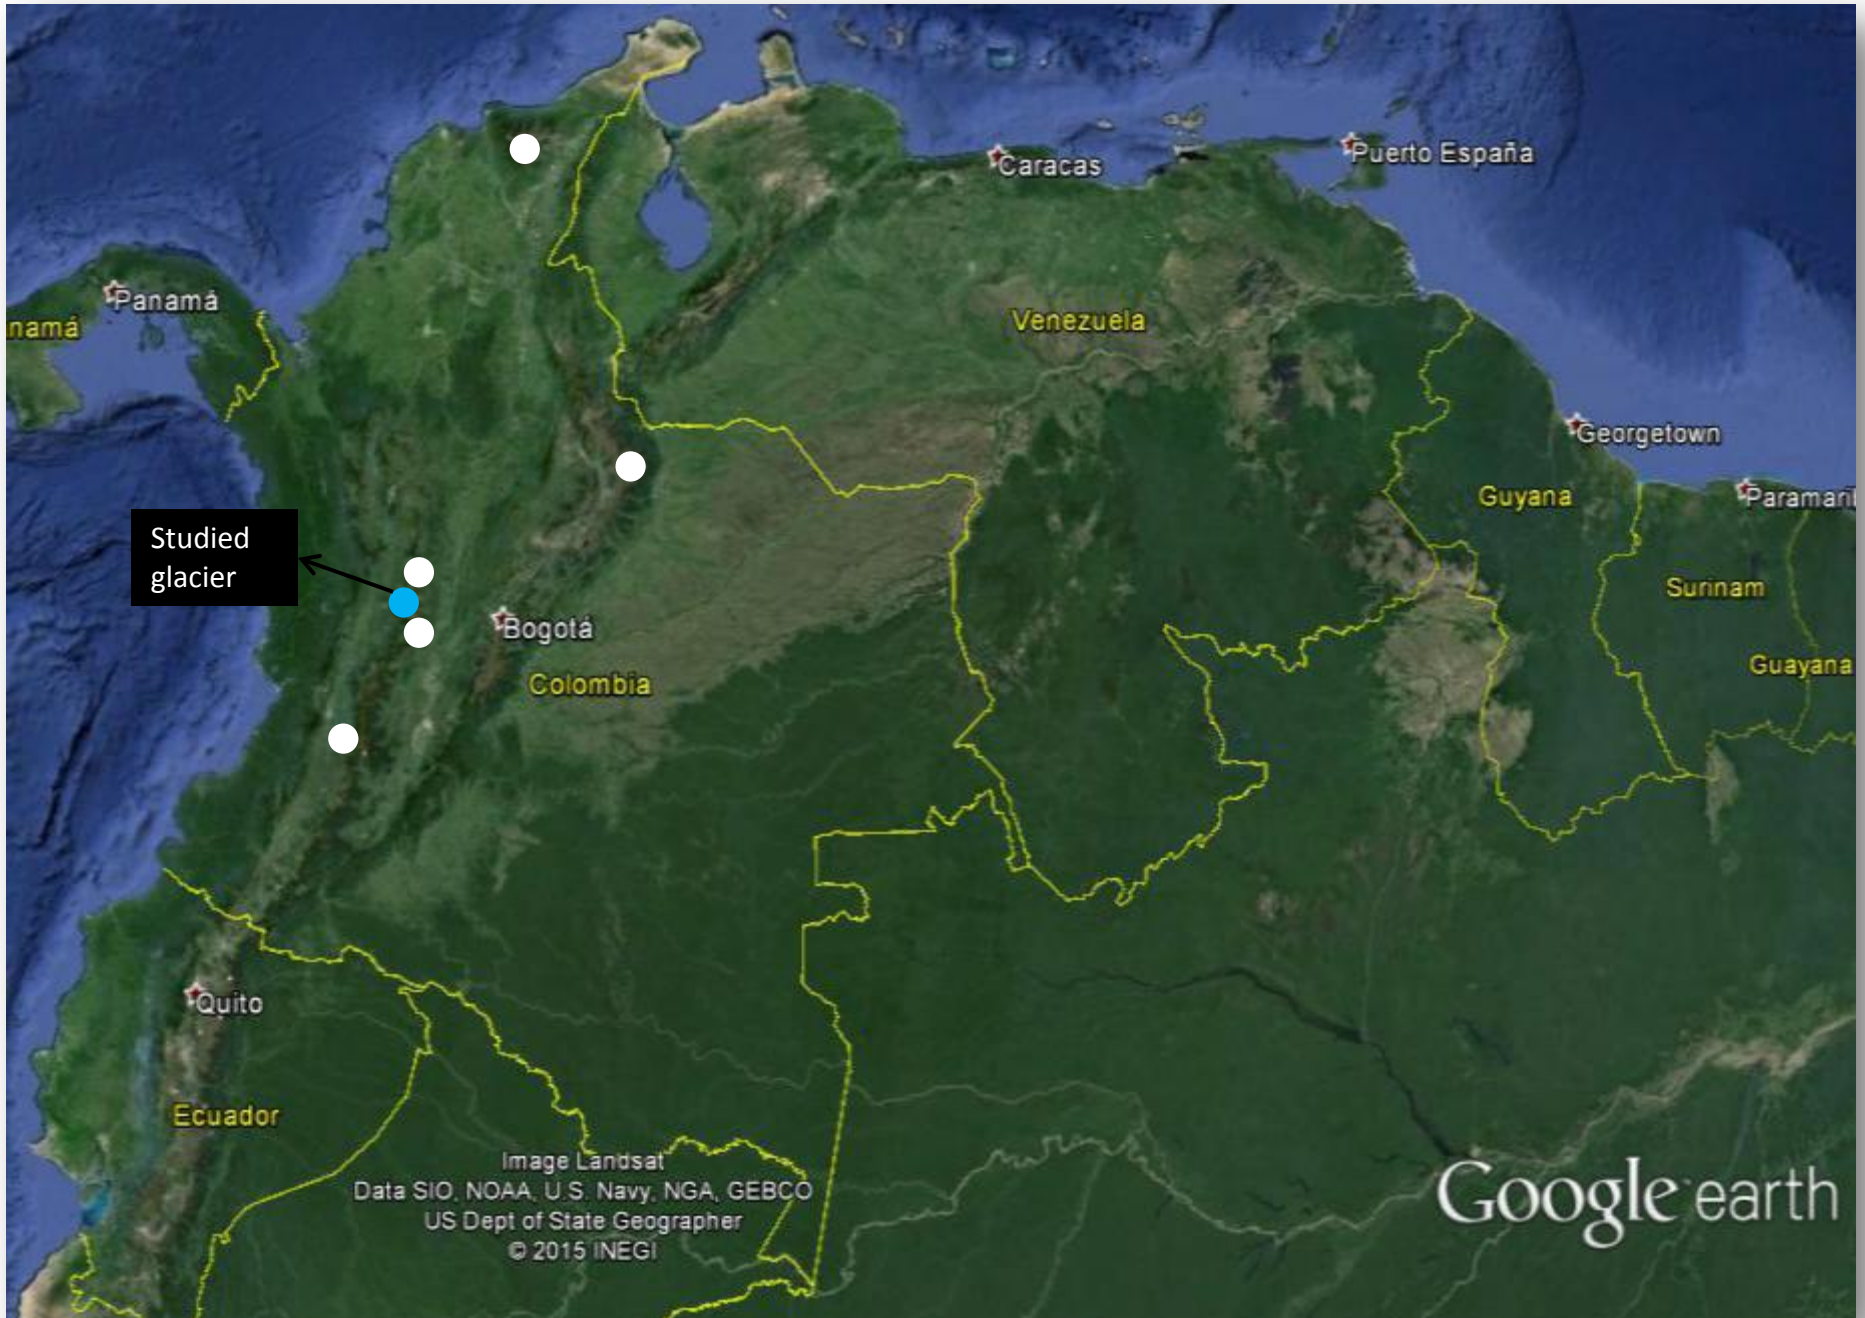 Caracas
Puerto España
Panamá
namá
Venezuela
Georgetown
Guyana
Paramari
Studied
glacier
Surinam
Bogotá
Guayana
Colombia
Quito
Ecuador
Image Landsat
Data SIO, NOAA, U.S. Navy, NGA, GEBCO
US Dept of State Geographer
© 2015 INEGI
Google earth